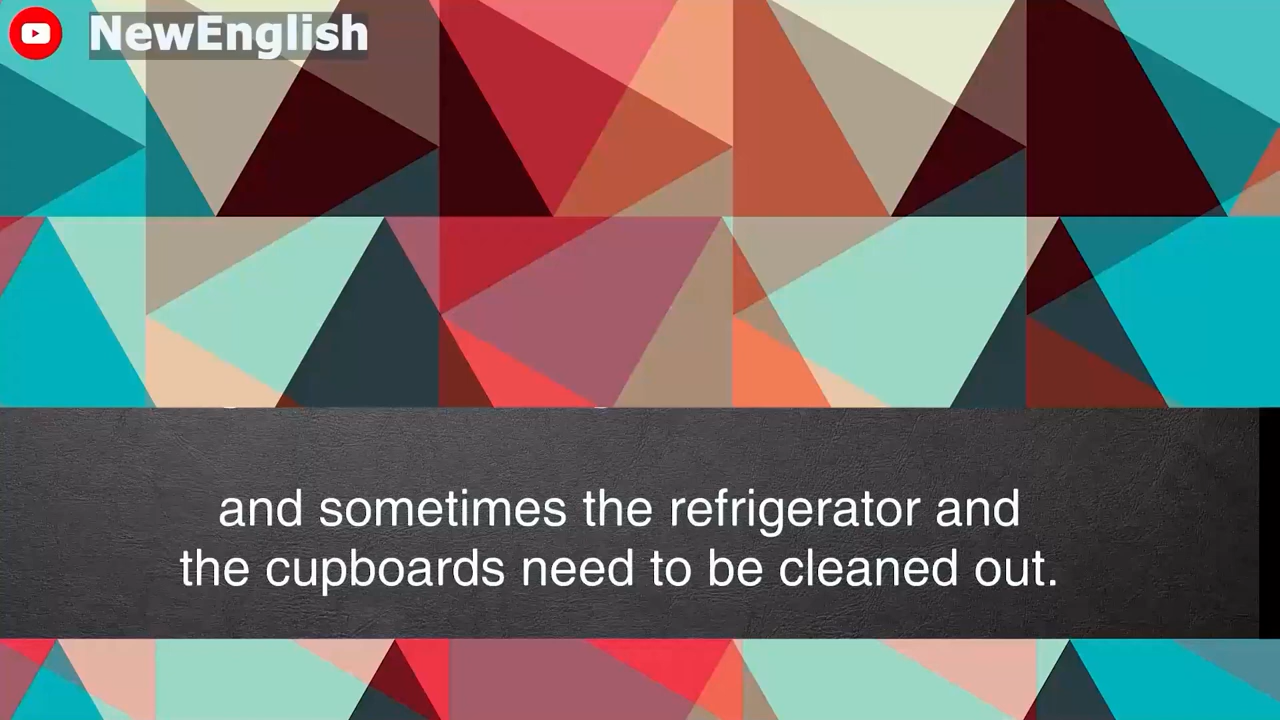 NewEnglish
and sometimes the refrigerator and
the cupboards need to be cleaned out.